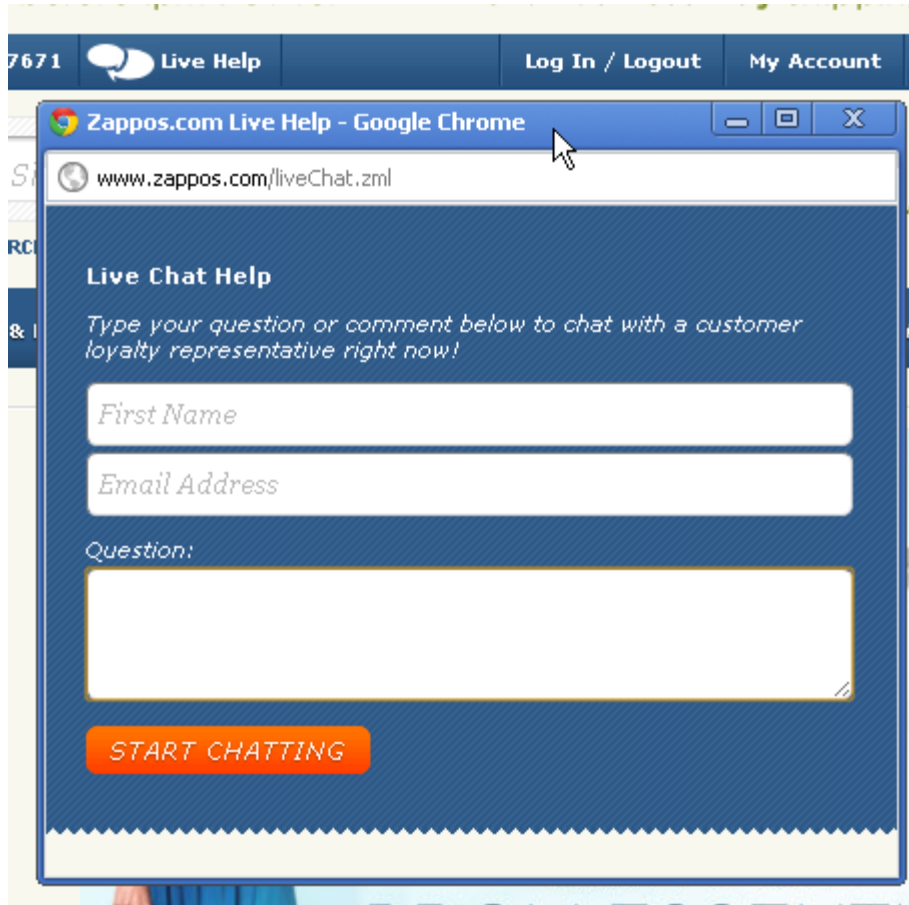 7671 Live Help Log In / Logout My Account
Zappos.com Live Help - Google Chrome
www.zappos.com/liveChat.zml
RC
Live Chat Help
& 
Type your question or comment below to chat with a customer
loyalty representative right now!
First Name
Email Address
Question:
START CHATTING